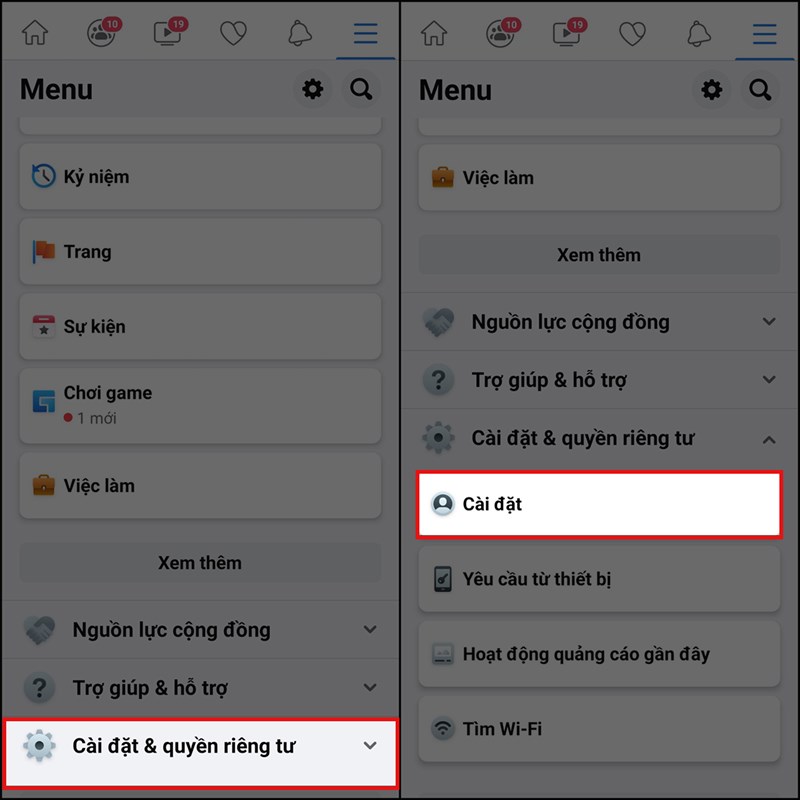 10
19
Menu
Kỷ niệm
Trang
Sự kiện
Chơi game
1 mới
Việc làm
Xem thêm
Nguồn lực cộng đồng
Trợ giúp & hỗ trợ
Cài đặt & quyền riêng tư
10
19
Menu
Việc làm
Xem thêm
Nguồn lực cộng đồng
Trợ giúp & hỗ trợ
Cài đặt & quyền riêng tư
Cài đặt
Yêu cầu từ thiết bị
Hoạt động quảng cáo gần đây
Tìm Wi-Fi